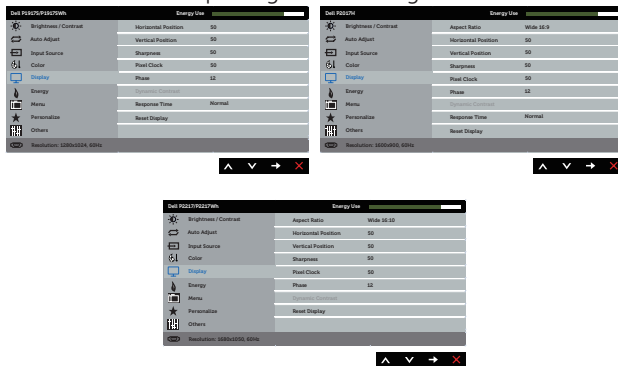 Dell P1917S/P1917SWh Energy Use
Brightness / Contrast Horizontal Position 50
Auto Adjust Vertical Position 50
Input Source Sharpness 50
Color Pixel Clock 50
Display Phase 12
Energy Dynamic Contrast
Menu Response Time Normal
Personalize Reset Display
Others
Resolution: 1280x1024, 60Hz
Dell P2017H Energy Use
Brightness / Contrast Aspect Ratio Wide 16:9
Auto Adjust Horizontal Position 50
Input Source Vertical Position 50
Color Sharpness 50
Display Pixel Clock 50
Energy Phase 12
Menu Dynamic Contrast
Personalize Response Time Normal
Others Reset Display
Resolution: 1600x900, 60Hz
Dell P2217/P2217Wh Energy Use
Brightness / Contrast Aspect Ratio Wide 16:10
Auto Adjust Horizontal Position 50
Input Source Vertical Position 50
Color Sharpness 50
Display Pixel Clock 50
Energy Phase 12
Menu Dynamic Contrast
Personalize Reset Display
Others
Resolution: 1680x1050, 60Hz